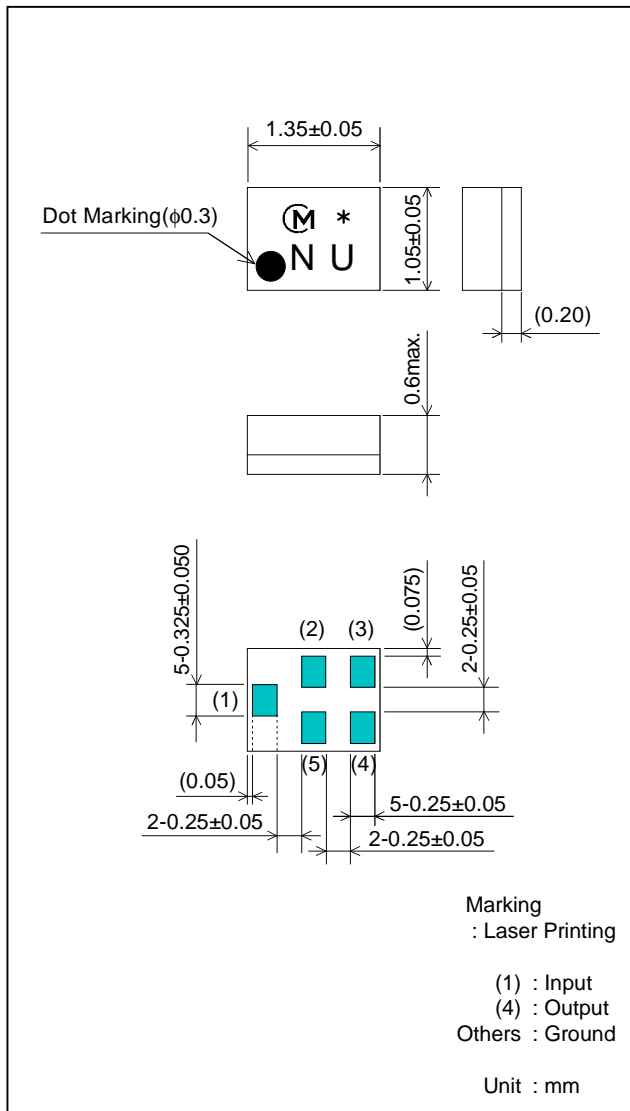 1.35±0.05
Dot Marking(ϕ0.3)
M *
N U
1.05±0.05
(0.20)
0.6max.
5-0.325±0.050
(0.075)
2-0.25±0.05
(2) (3)
(1)
(5) (4)
(0.05)
5-0.25±0.05
2-0.25±0.05
2-0.25±0.05
Marking
: Laser Printing
(1) : Input
(4) : Output
Others : Ground
Unit : mm